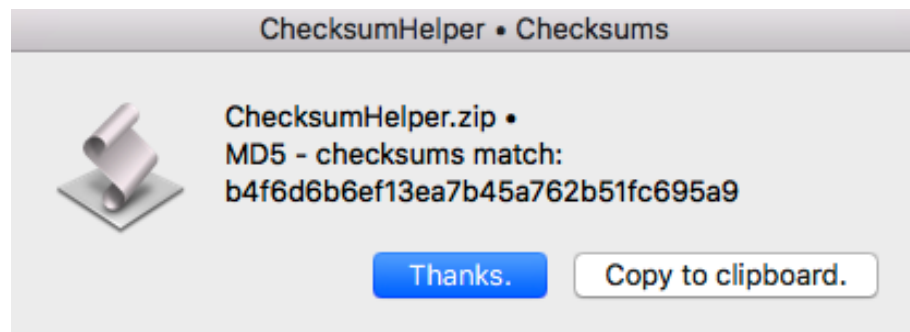 ChecksumHelper • Checksums
ChecksumHelper.zip •
MD5 - checksums match:
b4f6d6b6ef13ea7b45a762b51fc695a9
Thanks.
Copy to clipboard.